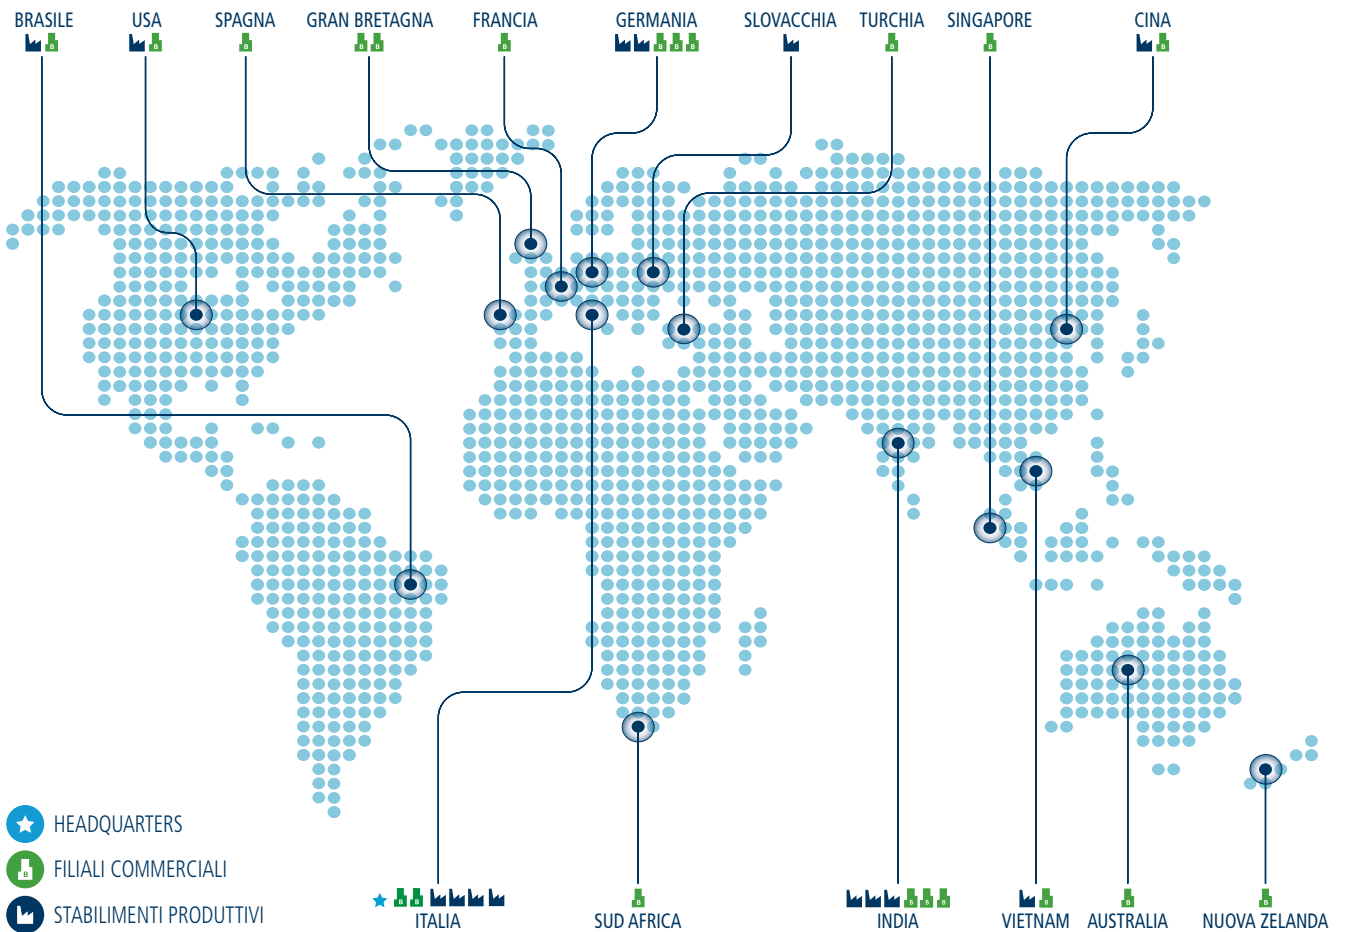 BRASILE
USA
SPAGNA
GRAN BRETAGNA
FRANCIA
GERMANIA
SLOVACCHIA
TURCHIA
SINGAPORE
CINA
HEADQUARTERS
FILIALI COMMERCIALI
STABILIMENTI PRODUTTIVI
ITALIA
SUD AFRICA
INDIA
VIETNAM
AUSTRALIA
NUOVA ZELANDA